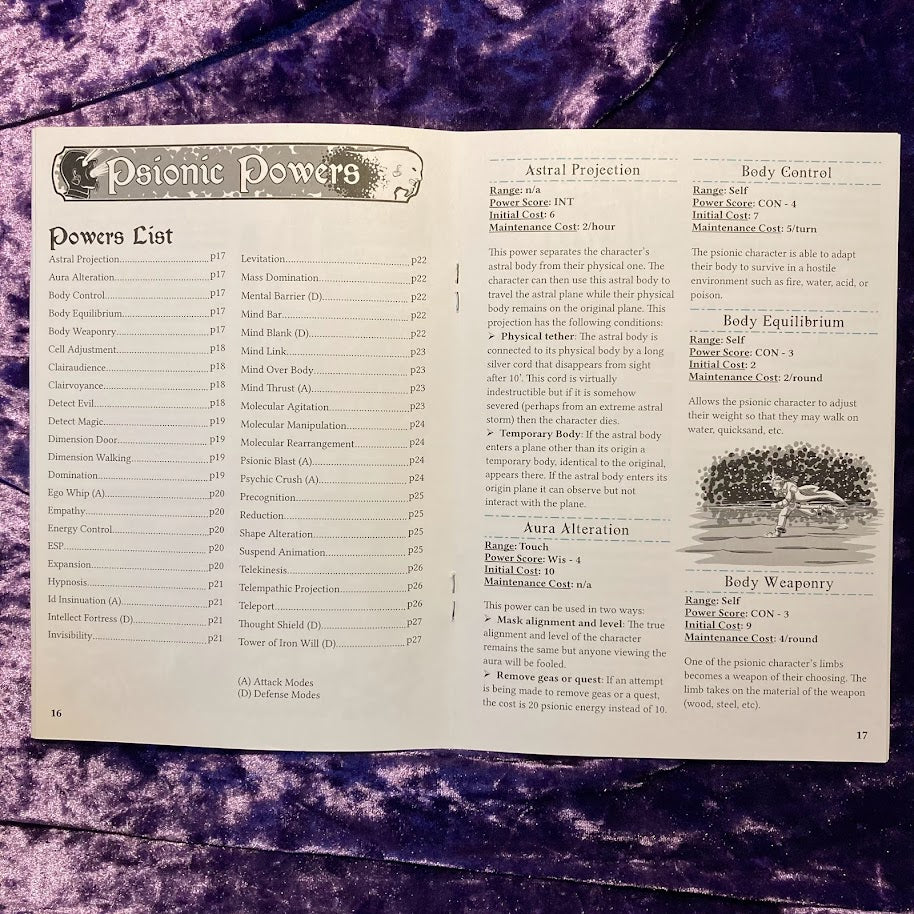 Psionic Powers
Powers List
Astral Projection..............................p17
Aura Alteration................................p17
Body Control...................................p17
Body Equilibrium.............................p17
Body Weaponry...............................p17
Cell Adjustment...............................p18
Clairaudience...................................p18
Clairvoyance....................................p18
Detect Evil........................................p18
Detect Magic....................................p19
Dimension Door..............................p19
Dimension Walking........................p19
Domination......................................p19
Ego Whip (A)....................................p20
Empathy...........................................p20
Energy Control................................p20
ESP.....................................................p20
Expansion.........................................p20
Hypnosis...........................................p21
Id Insinuation (A)............................p21
Intellect Fortress (D).......................p21
Invisibility........................................p21
Levitation..........................................p22
Mass Domination............................p22
Mental Barrier (D)...........................p22
Mind Bar...........................................p22
Mind Blank (D).................................p22
Mind Link.........................................p23
Mind Over Body..............................p23
Mind Thrust (A)...............................p23
Molecular Agitation........................p23
Molecular Manipulation................p24
Molecular Rearrangement.............p24
Psionic Blast (A)...............................p24
Psychic Crush (A)............................p24
Precognition.....................................p25
Reduction..........................................p25
Shape Alteration..............................p25
Suspend Animation.........................p25
Telekinesis........................................p26
Telempathic Projection...................p26
Teleport.............................................p26
Thought Shield (D)..........................p27
Tower of Iron Will (D).....................p27
(A) Attack Modes
(D) Defense Modes
16
Astral Projection
Range: n/a
Power Score: INT
Initial Cost: 6
Maintenance Cost: 2/hour
This power separates the character's
astral body from their physical one. The
character can then use this astral body to
travel the astral plane while their physical
body remains on the original plane. This
projection has the following conditions:
➢ Physical tether: The astral body is
connected to its physical body by a long
silver cord that disappears from sight
after 10'. This cord is virtually
indestructible but if it is somehow
severed (perhaps from an extreme astral
storm) then the character dies.
➢ Temporary Body: If the astral body
enters a plane other than its origin a
temporary body, identical to the original,
appears there. If the astral body enters its
origin plane it can observe but not
interact with the plane.
Aura Alteration
Range: Touch
Power Score: Wis - 4
Initial Cost: 10
Maintenance Cost: n/a
This power can be used in two ways:
➢ Mask alignment and level: The true
alignment and level of the character
remains the same but anyone viewing the
aura will be fooled.
➢ Remove geas or quest: If an attempt
is being made to remove geas or a quest,
the cost is 20 psionic energy instead of 10.
Body Control
Range: Self
Power Score: CON - 4
Initial Cost: 7
Maintenance Cost: 5/turn
The psionic character is able to adapt
their body to survive in a hostile
environment such as fire, water, acid, or
poison.
Body Equilibrium
Range: Self
Power Score: CON - 3
Initial Cost: 2
Maintenance Cost: 2/round
Allows the psionic character to adjust
their weight so that they may walk on
water, quicksand, etc.
Body Weaponry
Range: Self
Power Score: CON - 3
Initial Cost: 9
Maintenance Cost: 4/round
One of the psionic character's limbs
becomes a weapon of their choosing. The
limb takes on the material of the weapon
(wood, steel, etc).
17